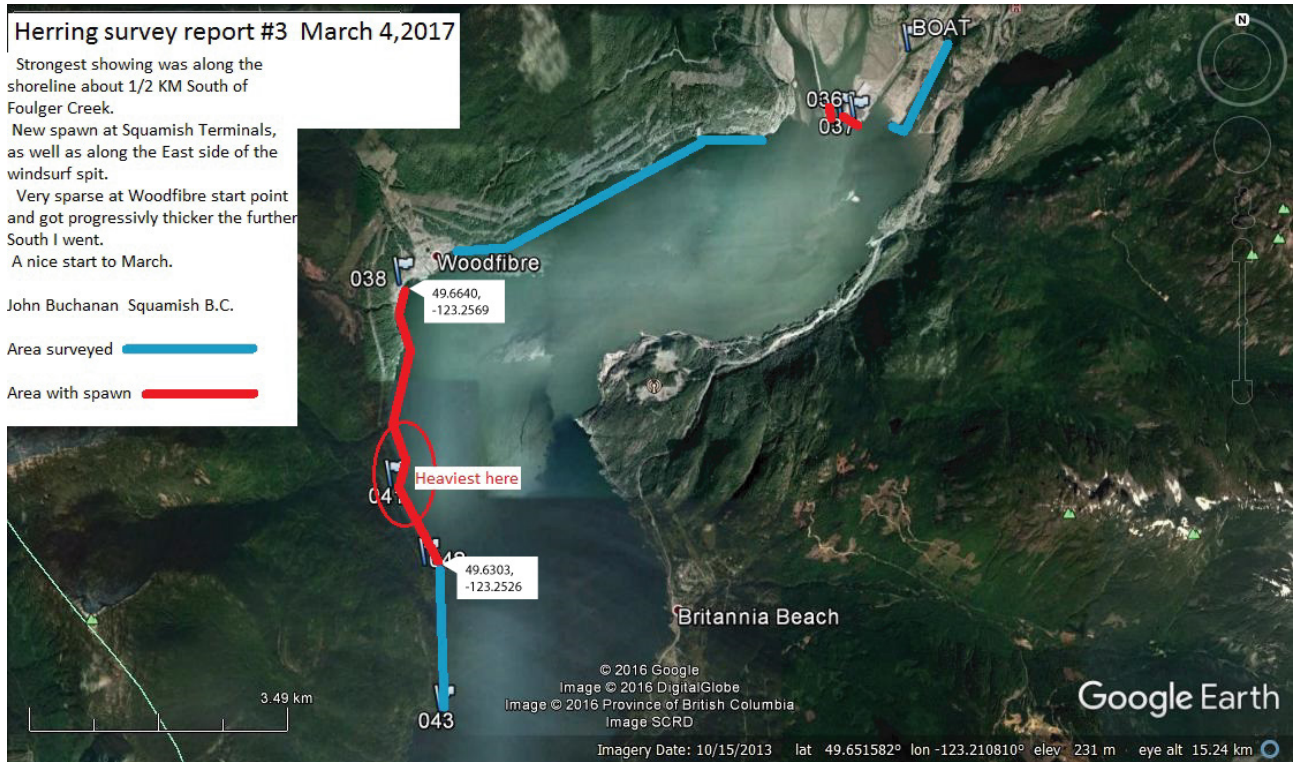 Herring survey report #3 March 4,2017
Strongest showing was along the
shoreline about 1/2 KM South of
Foulger Creek.
New spawn at Squamish Terminals,
as well as along the East side of the
windsurf spit.
Very sparse at Woodfibre start point
and got progressivly thicker the further
South I went.
A nice start to March.
John Buchanan Squamish B.C.
Area surveyed
Area with spawn
N
BOAT
036
037
Woodfibre
038
49.6640,
-123.2569
Heaviest here
041
49.6303,
-123.2526
Britannia Beach
043
3.49 km
© 2016 Google
Image © 2016 DigitalGlobe
Image © 2016 Province of British Columbia
Image SCRD
Google Earth
Imagery Date: 10/15/2013 lat 49.651582° lon -123.210810° elev 231 m eye alt 15.24 km